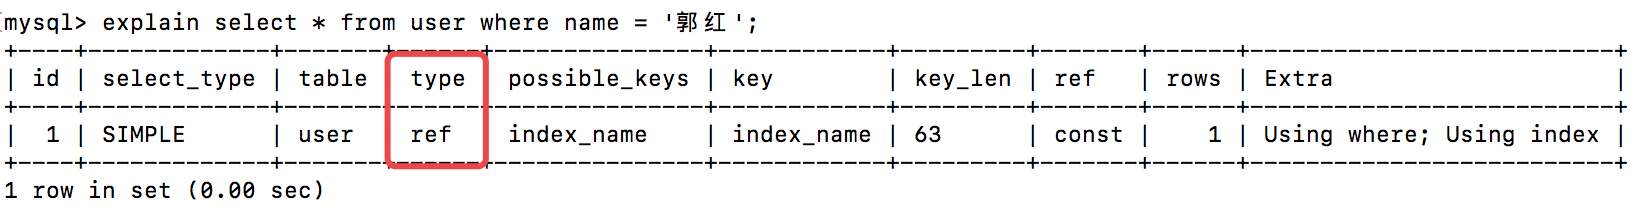 mysql> explain select * from user where name = '郭红';
+----+-------------+-------+------+---------------+------------+---------+-------+------+--------------------------+
| id | select_type | table | type | possible_keys | key        | key_len | ref   | rows | Extra                    |
+----+-------------+-------+------+---------------+------------+---------+-------+------+--------------------------+
|  1 | SIMPLE      | user  | ref  | index_name    | index_name | 63      | const |    1 | Using where; Using index |
+----+-------------+-------+------+---------------+------------+---------+-------+------+--------------------------+
1 row in set (0.00 sec)